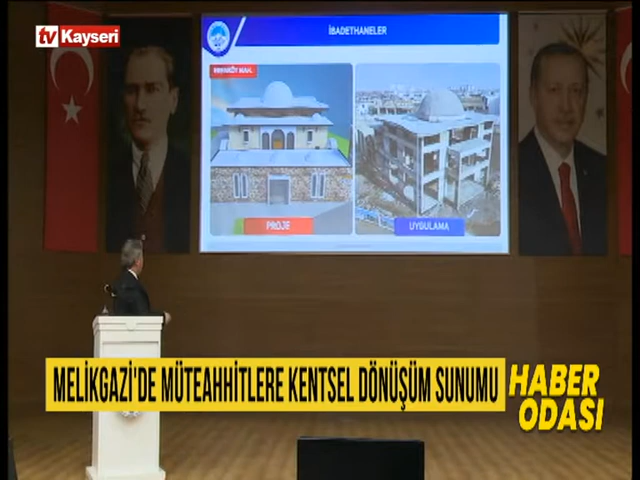 tv Kayseri
İBADETHANELER
PROJE
UYGULAMA
MELİKGAZİ'DE MÜTEAHHİTLERE KENTSEL DÖNÜŞÜM SUNUMU
HABER
ODASI